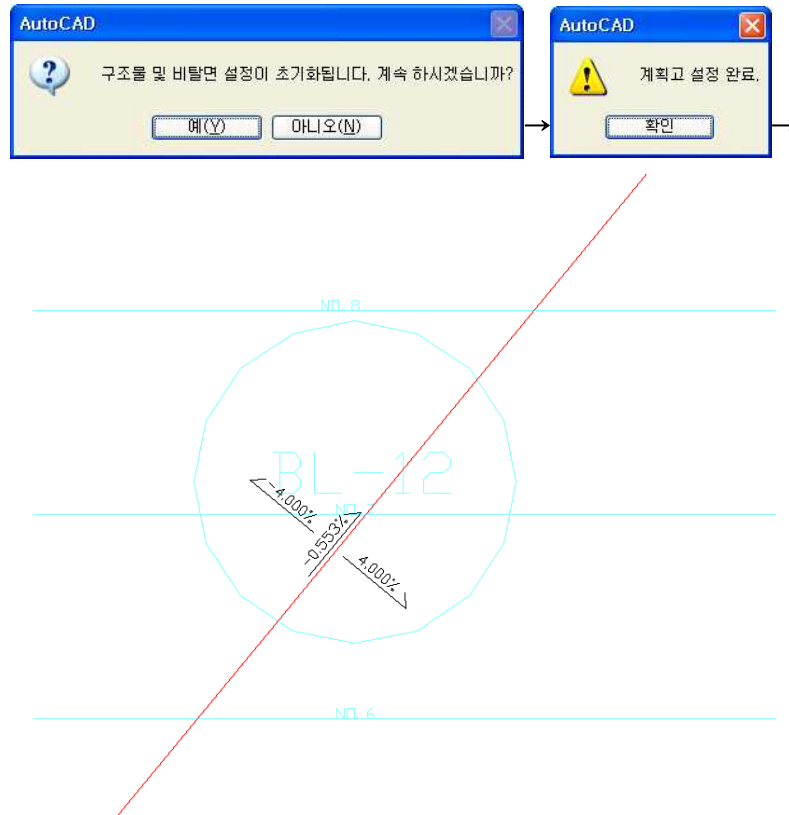 AutoCAD
구조물 및 비탈면 설정이 초기화됩니다. 계속 하시겠습니까?
예(Y)
아니오(N)
AutoCAD
계획고 설정 완료.
확인
NO. 8
BL-12
-4.000%
-0.553%
4.000%
NO. 6